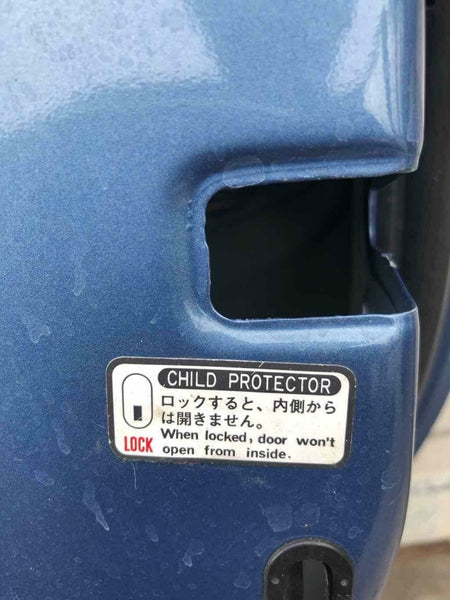 CHILD PROTECTOR
ロックすると、内側から
は開きません。
When locked, door won't
open from inside.
LOCK